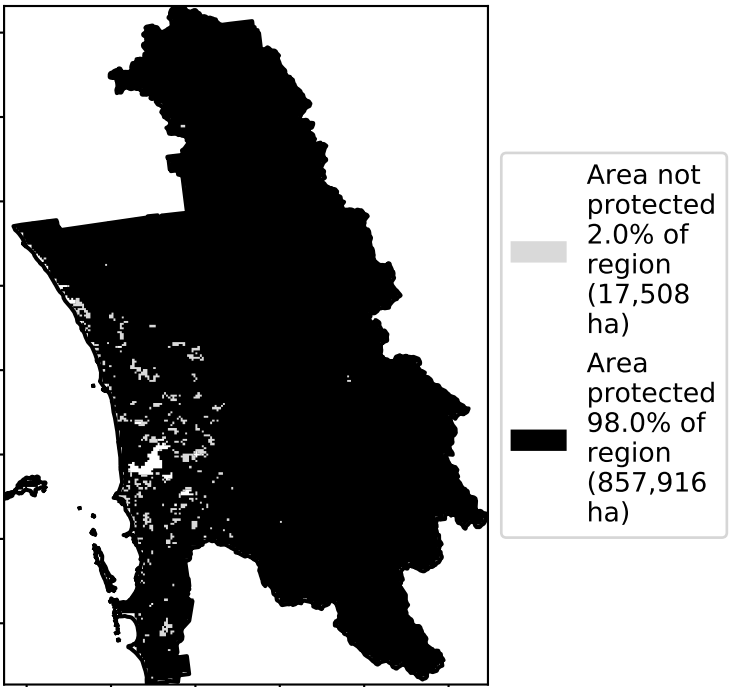 Area not
protected
2.0% of
region
(17,508
ha)
Area
protected
98.0% of
region
(857,916
ha)